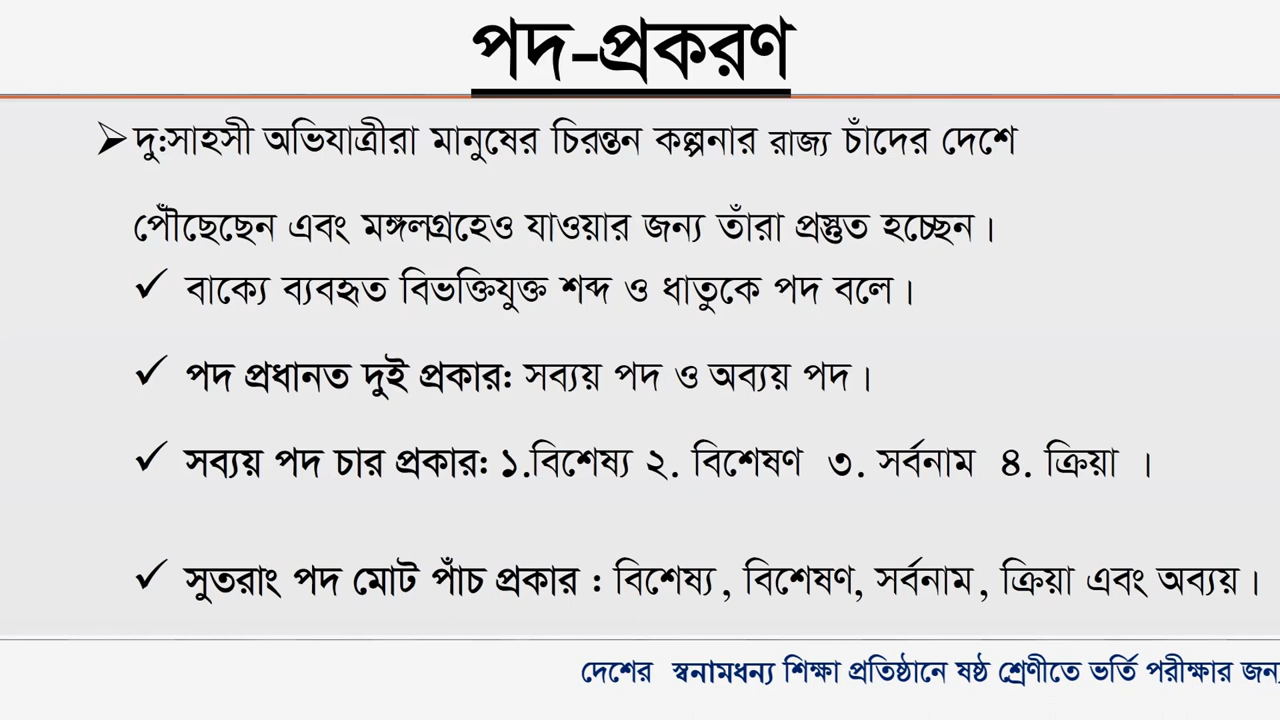 পদ-প্রকরণ
দু:সাহসী অভিযাত্রীরা মানুষের চিরন্তন কল্পনার রাজ্য চাঁদের দেশে
পৌঁছেছেন এবং মঙ্গলগ্রহেও যাওয়ার জন্য তাঁরা প্রস্তুত হচ্ছেন।
✓ বাক্যে ব্যবহৃত বিভক্তিযুক্ত শব্দ ও ধাতুকে পদ বলে।
✓ পদ প্রধানত দুই প্রকার: সব্যয় পদ ও অব্যয় পদ।
✓ সব্যয় পদ চার প্রকার: ১.বিশেষ্য ২. বিশেষণ ৩. সর্বনাম ৪. ক্রিয়া ।
✓ সুতরাং পদ মোট পাঁচ প্রকার : বিশেষ্য, বিশেষণ, সর্বনাম, ক্রিয়া এবং অব্যয়।
দেশের স্বনামধন্য শিক্ষা প্রতিষ্ঠানে ষষ্ঠ শ্রেণীতে ভর্তি পরীক্ষার